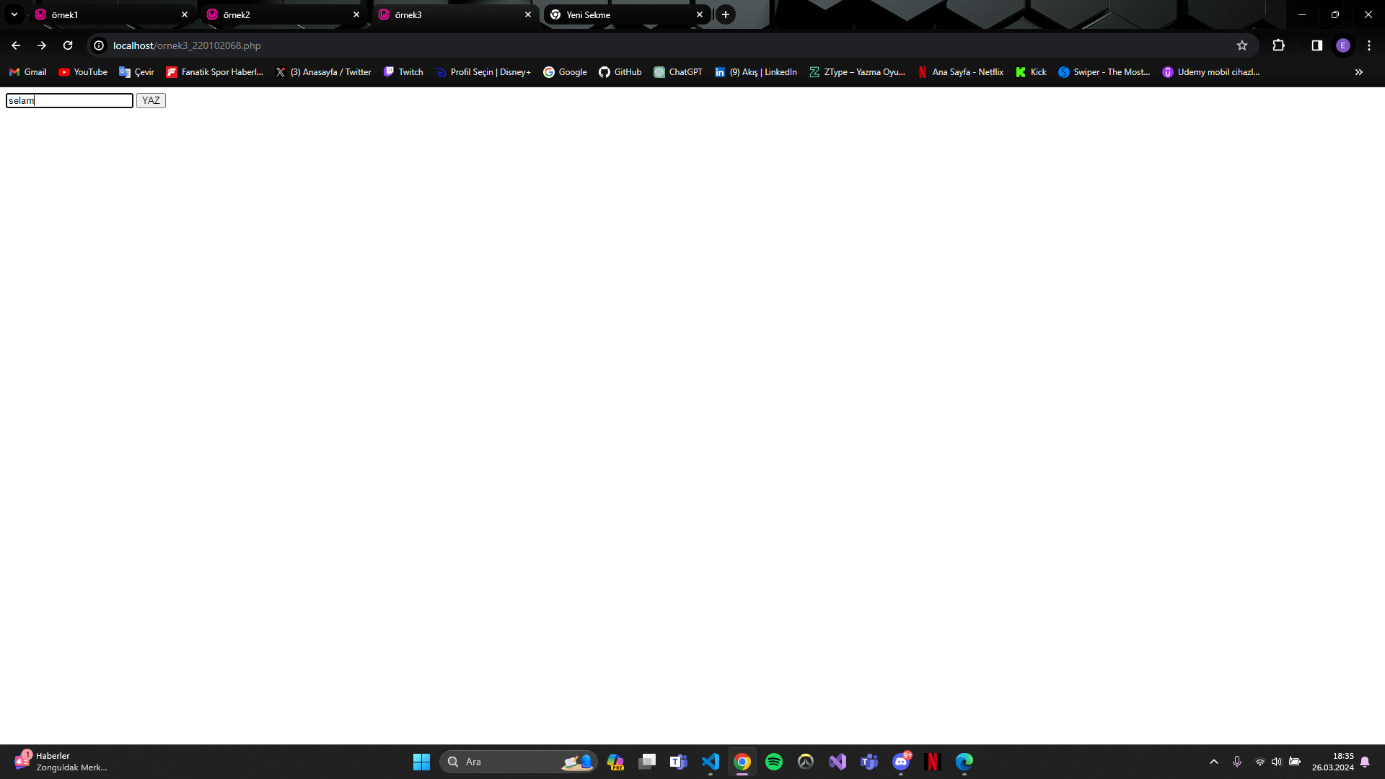 örnek1 örnek2 örnek3 Yeni Sekme
localhost/ornek3_220102068.php E
Gmail YouTube Çevir Fanatik Spor Haberl... (3) Anasayfa / Twitter Twitch Profil Seçin | Disney+ Google GitHub ChatGPT (9) Akış | LinkedIn ZType – Yazma Oyu... Ana Sayfa - Netflix Kick Swiper - The Most... Udemy mobil cihazl...
selam YAZ
1 Haberler Ara 9+ 18:35
Zonguldak Merk... 26.03.2024